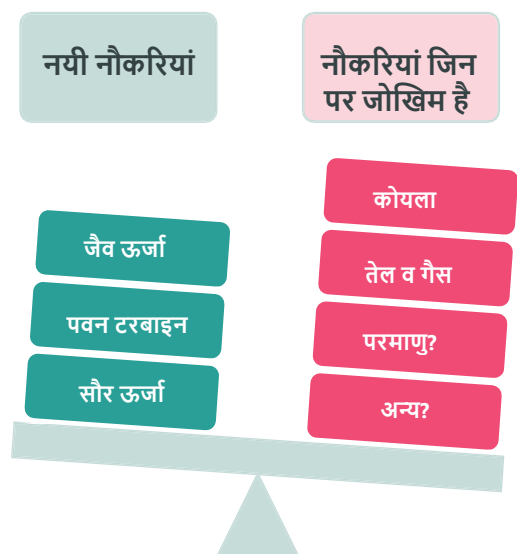 नयी नौकरियां
नौकरियां जिन
पर जोखिम है
जैव ऊर्जा
पवन टरबाइन
सौर ऊर्जा
कोयला
तेल व गैस
परमाणु?
अन्य?